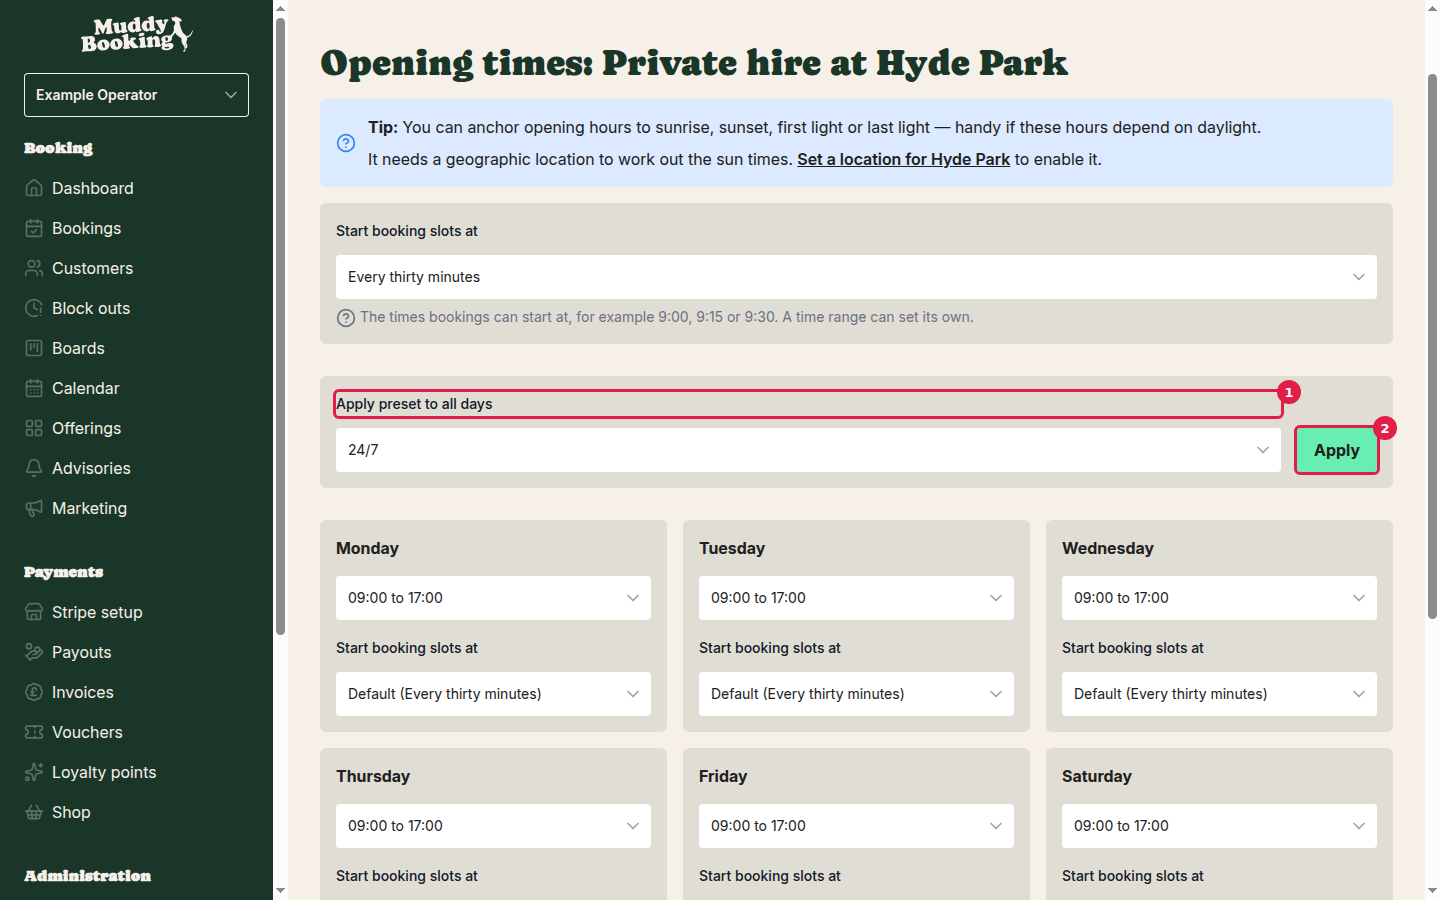 Muddy
Booking
Example Operator
Booking
Dashboard
Bookings
Customers
Block outs
Boards
Calendar
Offerings
Advisories
Marketing
Payments
Stripe setup
Payouts
Invoices
Vouchers
Loyalty points
Shop
Administration
Opening times: Private hire at Hyde Park
Tip: You can anchor opening hours to sunrise, sunset, first light or last light — handy if these hours depend on daylight.
It needs a geographic location to work out the sun times. Set a location for Hyde Park to enable it.
Start booking slots at
Every thirty minutes
The times bookings can start at, for example 9:00, 9:15 or 9:30. A time range can set its own.
Apply preset to all days
1
24/7
Apply
2
Monday
09:00 to 17:00
Start booking slots at
Default (Every thirty minutes)
Tuesday
09:00 to 17:00
Start booking slots at
Default (Every thirty minutes)
Wednesday
09:00 to 17:00
Start booking slots at
Default (Every thirty minutes)
Thursday
09:00 to 17:00
Start booking slots at
Friday
09:00 to 17:00
Start booking slots at
Saturday
09:00 to 17:00
Start booking slots at